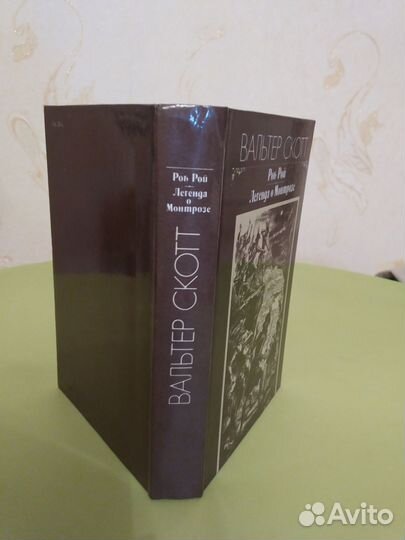 Роб Рой
Легенда
о
Монтрозе
ВАЛЬТЕР СКОТТ
ВАЛЬТЕР СКОТТ
Роб Рой
Легенда о Монтрозе
Avito